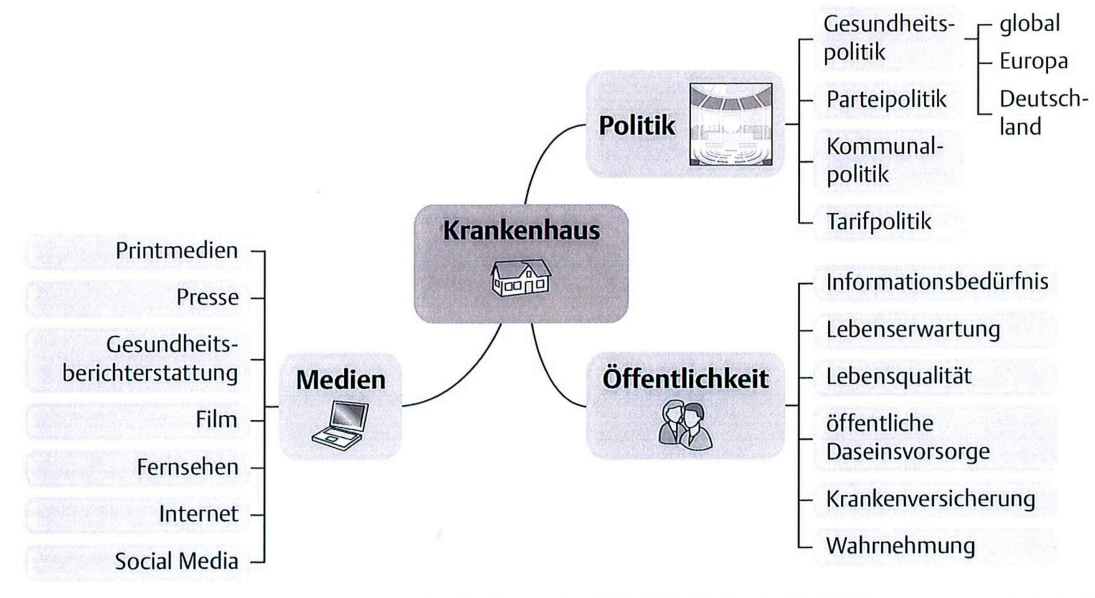 Krankenhaus
Politik
Gesundheits-
politik
global
Europa
Deutsch-
land
Parteipolitik
Kommunal-
politik
Tarifpolitik
Öffentlichkeit
Informationsbedürfnis
Lebenserwartung
Lebensqualität
öffentliche
Daseinsvorsorge
Krankenversicherung
Wahrnehmung
Medien
Printmedien
Presse
Gesundheits-
berichterstattung
Film
Fernsehen
Internet
Social Media